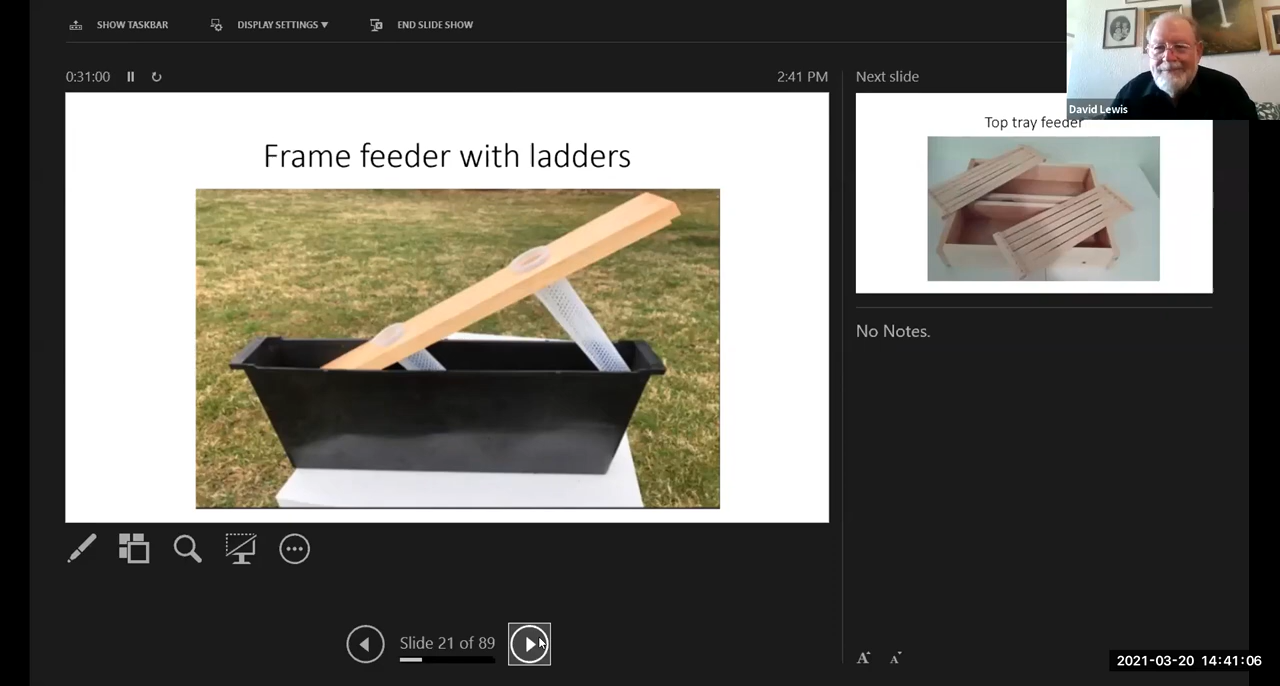 SHOW TASKBAR
DISPLAY SETTINGS ▼
END SLIDE SHOW
0:31:00
2:41 PM
Next slide
David Lewis
Frame feeder with ladders
Top tray feeder
No Notes.
Slide 21 of 89
A A
2021-03-20 14:41:06